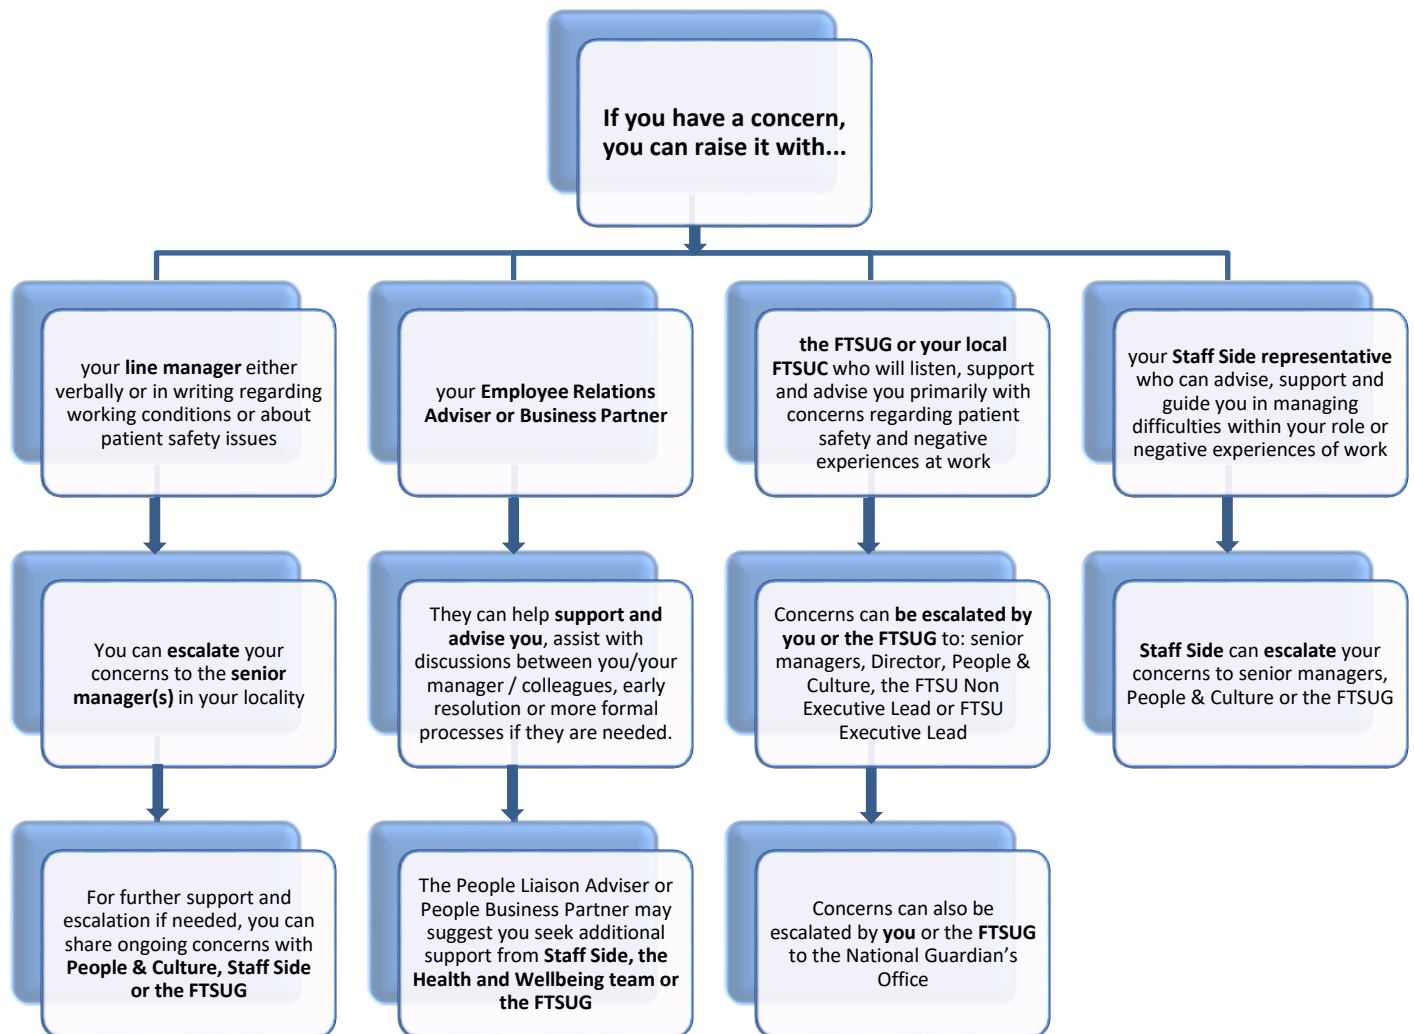 If you have a concern,
you can raise it with...
your line manager either
verbally or in writing regarding
working conditions or about
patient safety issues
your Employee Relations
Adviser or Business Partner
the FTSUG or your local
FTSUC who will listen, support
and advise you primarily with
concerns regarding patient
safety and negative
experiences at work
your Staff Side representative
who can advise, support and
guide you in managing
difficulties within your role or
negative experiences of work
You can escalate your
concerns to the senior
manager(s) in your locality
They can help support and
advise you, assist with
discussions between you/your
manager / colleagues, early
resolution or more formal
processes if they are needed.
Concerns can be escalated by
you or the FTSUG to: senior
managers, Director, People &
Culture, the FTSU Non
Executive Lead or FTSU
Executive Lead
Staff Side can escalate your
concerns to senior managers,
People & Culture or the FTSUG
For further support and
escalation if needed, you can
share ongoing concerns with
People & Culture, Staff Side
or the FTSUG
The People Liaison Adviser or
People Business Partner may
suggest you seek additional
support from Staff Side, the
Health and Wellbeing team or
the FTSUG
Concerns can also be
escalated by you or the FTSUG
to the National Guardian’s
Office